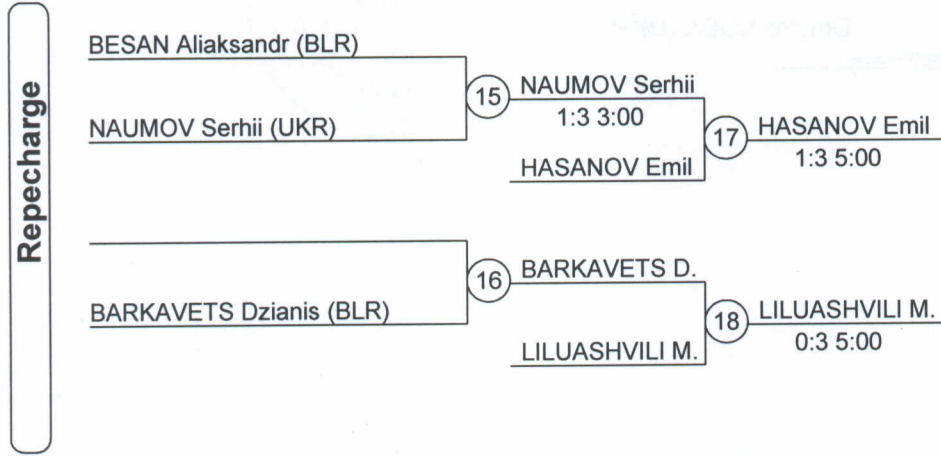 Repechage
BESAN Aliaksandr (BLR)
NAUMOV Serhii (UKR)
15
NAUMOV Serhii
1:3 3:00
HASANOV Emil
17
HASANOV Emil
1:3 5:00
BARKAVETS Dzianis (BLR)
16
BARKAVETS D.
LILUASHVILI M.
18
LILUASHVILI M.
0:3 5:00